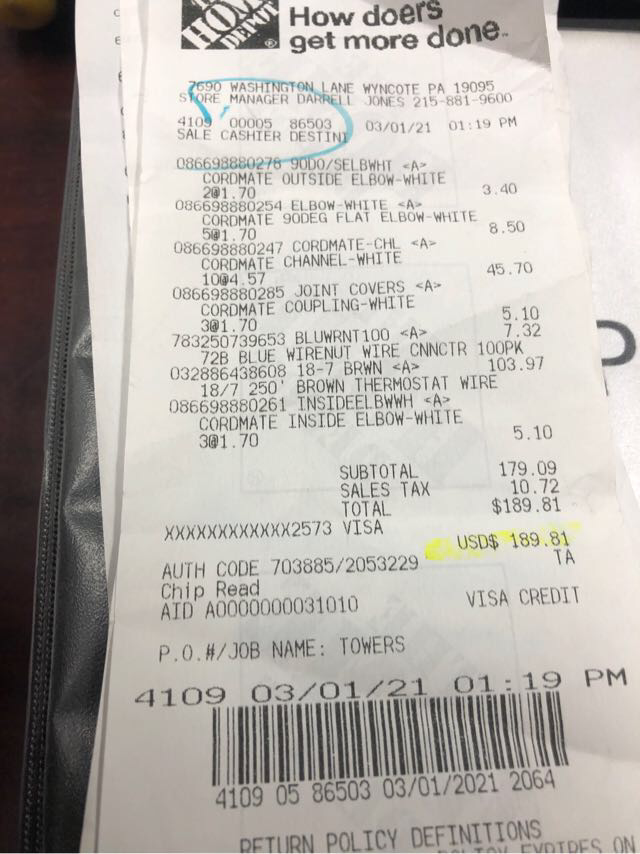 THE
HOME
DEPOT
How doers
get more done.
7690 WASHINGTON LANE WYNCOTE PA 19095
STORE MANAGER DARRELL JONES 215-881-9600
4109 00005 86503 03/01/21 01:19 PM
SALE CASHIER DESTINI
086698880278 90DO/SELBWHT <A>
CORDMATE OUTSIDE ELBOW-WHITE
2@1.70 3.40
086698880254 ELBOW-WHITE <A>
CORDMATE 90DEG FLAT ELBOW-WHITE
5@1.70 8.50
086698880247 CORDMATE-CHL <A>
CORDMATE CHANNEL-WHITE
10@4.57 45.70
086698880285 JOINT COVERS <A>
CORDMATE COUPLING-WHITE
3@1.70 5.10
783250739653 BLUWRNT100 <A> 7.32
72B BLUE WIRENUT WIRE CNNCTR 100PK
032886438608 18-7 BRWN <A> 103.97
18/7 250' BROWN THERMOSTAT WIRE
086698880261 INSIDEELBWWH <A>
CORDMATE INSIDE ELBOW-WHITE
3@1.70 5.10
SUBTOTAL 179.09
SALES TAX 10.72
TOTAL $189.81
XXXXXXXXXXXX2573 VISA
USD$ 189.81
AUTH CODE 703885/2053229 TA
Chip Read
AID A0000000031010 VISA CREDIT
P.O.#/JOB NAME: TOWERS
4109 03/01/21 01:19 PM
4109 05 86503 03/01/2021 2064
RETURN POLICY DEFINITIONS
POLICY EXPIRES ON